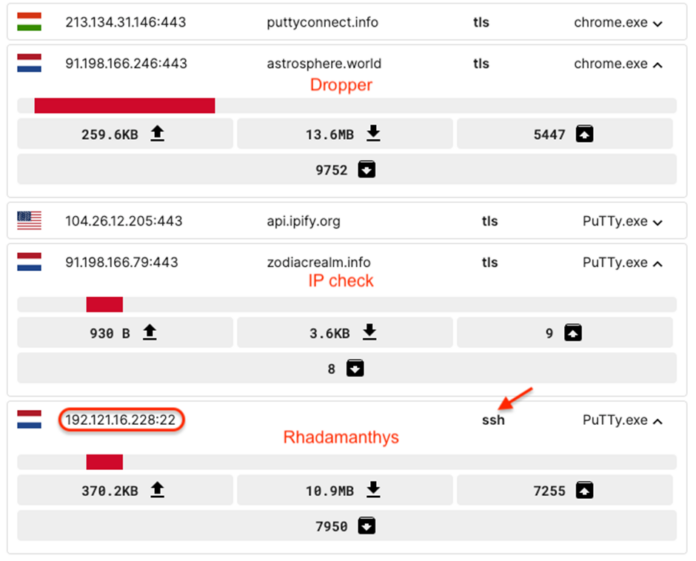 213.134.31.146:443 puttyconnect.info tls chrome.exe
91.198.166.246:443 astrosphere.world tls chrome.exe
Dropper
259.6KB 13.6MB 5447
9752
104.26.12.205:443 api.ipify.org tls PuTTy.exe
91.198.166.79:443 zodiacrealm.info tls PuTTy.exe
IP check
930 B 3.6KB 9
8
192.121.16.228:22 ssh PuTTy.exe
Rhadamanthys
370.2KB 10.9MB 7255
7950